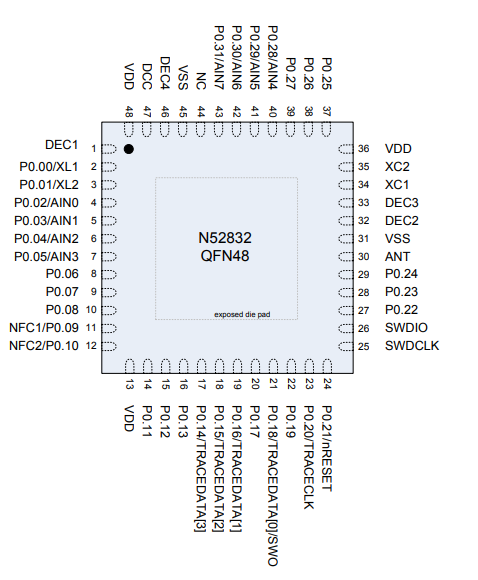 VDD
DCC
DEC4
VSS
NC
P0.31/AIN7
P0.30/AIN6
P0.29/AIN5
P0.28/AIN4
P0.27
P0.26
P0.25
48
47
46
45
44
43
42
41
40
39
38
37
DEC1 1
P0.00/XL1 2
P0.01/XL2 3
P0.02/AIN0 4
P0.03/AIN1 5
P0.04/AIN2 6
P0.05/AIN3 7
P0.06 8
P0.07 9
P0.08 10
NFC1/P0.09 11
NFC2/P0.10 12
N52832
QFN48
exposed die pad
36 VDD
35 XC2
34 XC1
33 DEC3
32 DEC2
31 VSS
30 ANT
29 P0.24
28 P0.23
27 P0.22
26 SWDIO
25 SWDCLK
13
14
15
16
17
18
19
20
21
22
23
24
VDD
P0.11
P0.12
P0.13
P0.14/TRACEDATA[3]
P0.15/TRACEDATA[2]
P0.16/TRACEDATA[1]
P0.17
P0.18/TRACEDATA[0]/SWO
P0.19
P0.20/TRACECLK
P0.21/nRESET